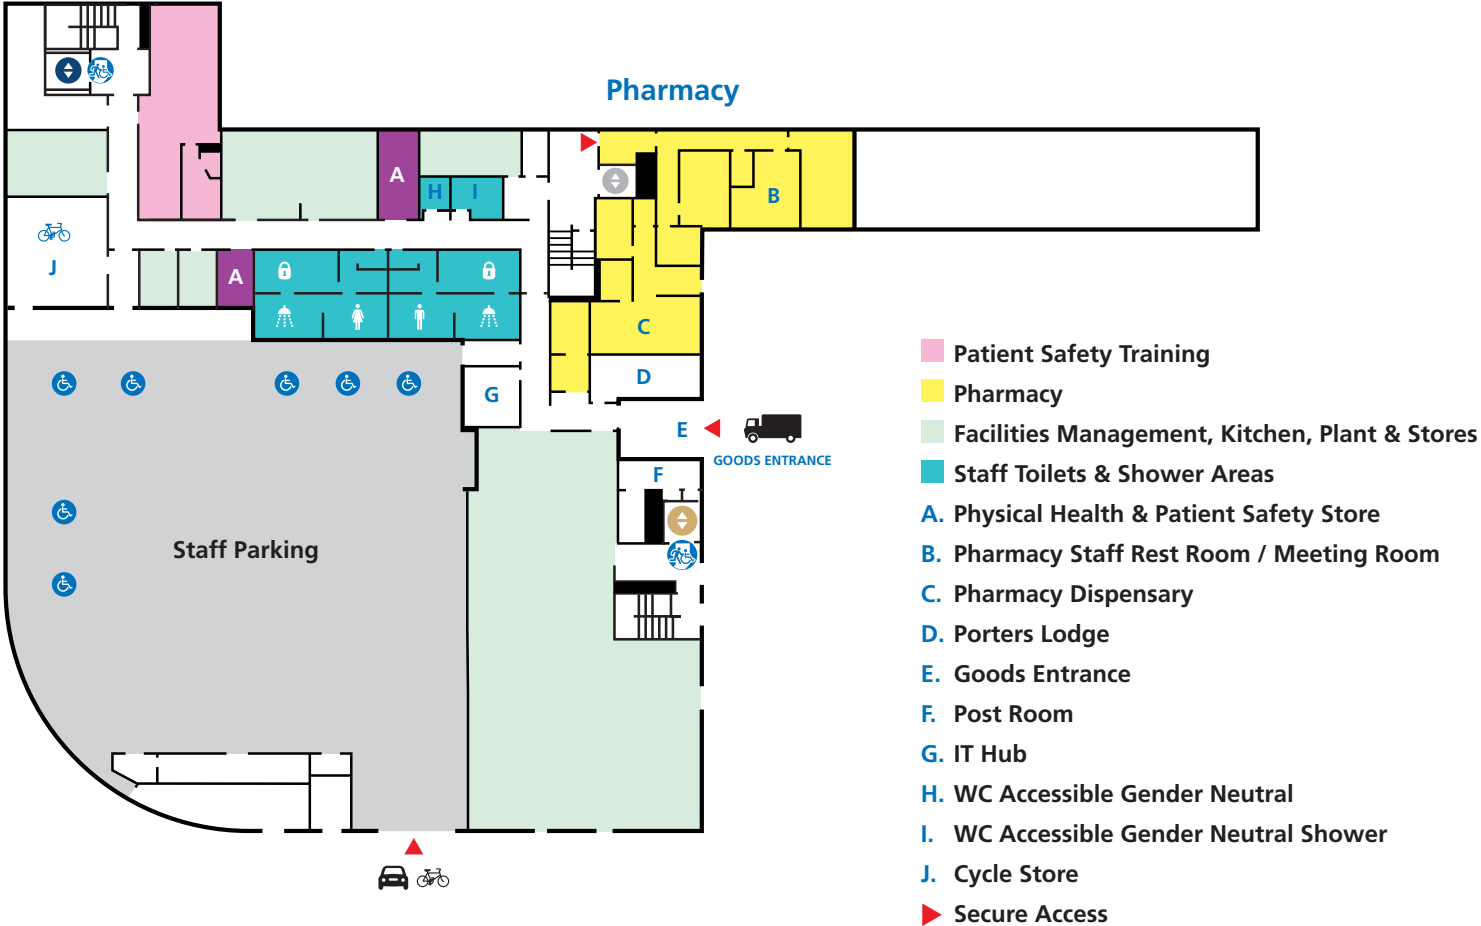 Pharmacy
A
H
I
B
J
A
C
D
G
E
GOODS ENTRANCE
F
Staff Parking
Patient Safety Training
Pharmacy
Facilities Management, Kitchen, Plant & Stores
Staff Toilets & Shower Areas
A. Physical Health & Patient Safety Store
B. Pharmacy Staff Rest Room / Meeting Room
C. Pharmacy Dispensary
D. Porters Lodge
E. Goods Entrance
F. Post Room
G. IT Hub
H. WC Accessible Gender Neutral
I. WC Accessible Gender Neutral Shower
J. Cycle Store
Secure Access